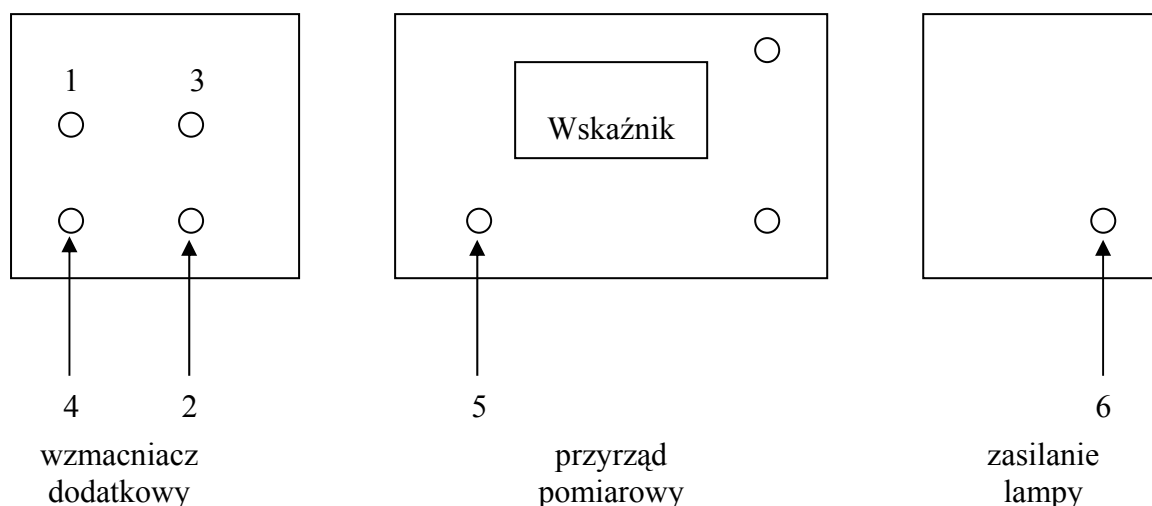 1 3
Wskaźnik
4 2 5 6
wzmacniacz przyrząd zasilanie
dodatkowy pomiarowy lampy